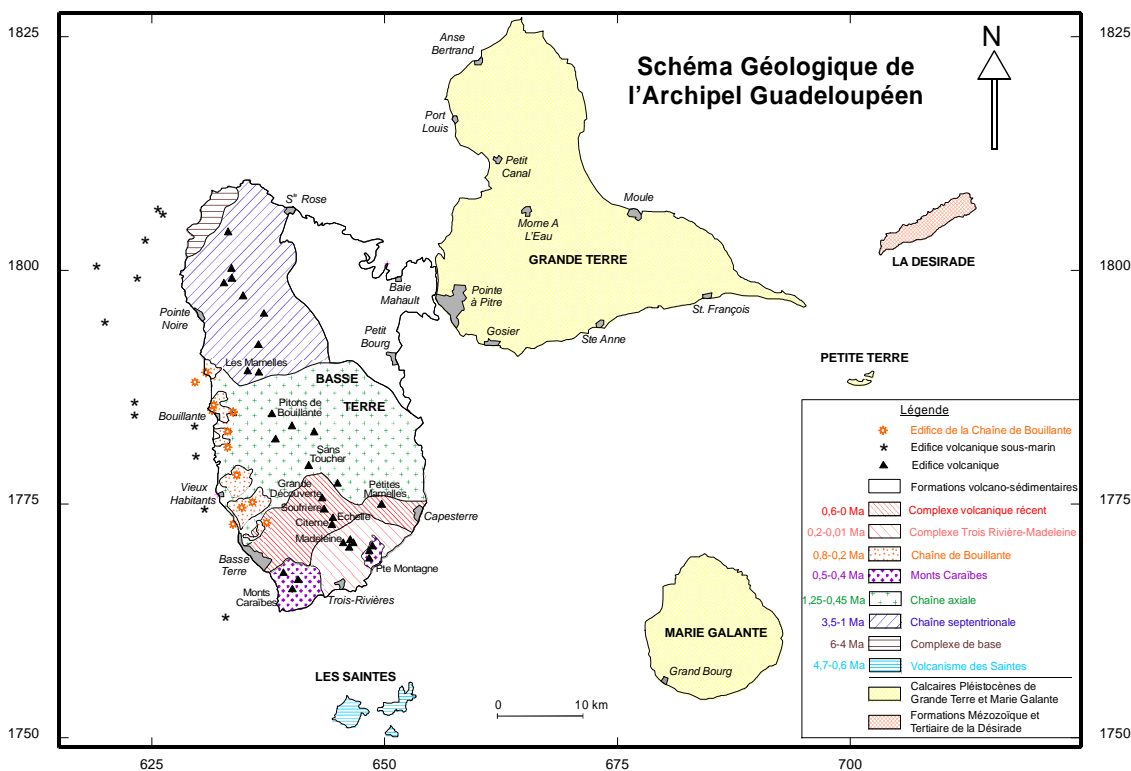 1825
1825
1800
1800
1775
1775
1750
1750
625
650
675
700
Schéma Géologique de
l'Archipel Guadeloupéen
N
Anse
Bertrand
Port
Louis
Petit
Canal
Morne A
L'Eau
Moule
GRANDE TERRE
Pointe
à Pitre
Gosier
Ste Anne
St. François
LA DESIRADE
PETITE TERRE
Ste Rose
Baie
Mahault
Petit
Bourg
Pointe
Noire
Les Mamelles
BASSE
TERRE
Bouillante
Pitons de
Bouillante
Sans
Toucher
Vieux
Habitants
Grande
Découverte
Petites
Mamelles
Soufrière
Echelle
Citerne
Capesterre
Madeleine
Basse
Terre
Pte Montagne
Monts
Caraïbes
Trois-Rivières
LES SAINTES
MARIE GALANTE
Grand Bourg
0 10 km
Légende
Edifice de la Chaîne de Bouillante
Edifice volcanique sous-marin
Edifice volcanique
Formations volcano-sédimentaires
0,6-0 Ma Complexe volcanique récent
0,2-0,01 Ma Complexe Trois Rivière-Madeleine
0,8-0,2 Ma Chaîne de Bouillante
0,5-0,4 Ma Monts Caraïbes
1,25-0,45 Ma Chaîne axiale
3,5-1 Ma Chaîne septentrionale
6-4 Ma Complexe de base
4,7-0,6 Ma Volcanisme des Saintes
Calcaires Pléistocènes de
Grande Terre et Marie Galante
Formations Mézozoïque et
Tertiaire de la Désirade